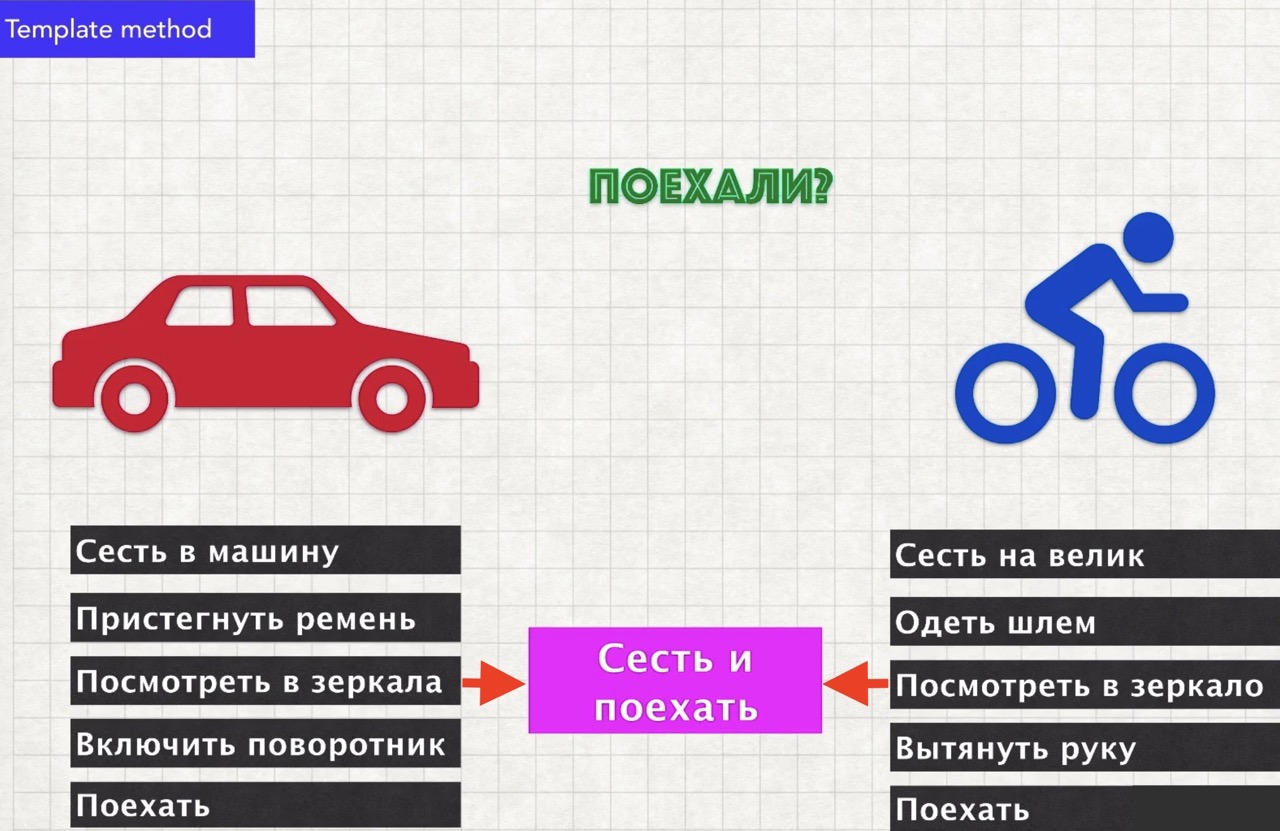 Template method
ПОЕХАЛИ?
Сесть в машину
Пристегнуть ремень
Посмотреть в зеркала
Включить поворотник
Поехать
Сесть и
поехать
Сесть на велик
Одеть шлем
Посмотреть в зеркало
Вытянуть руку
Поехать